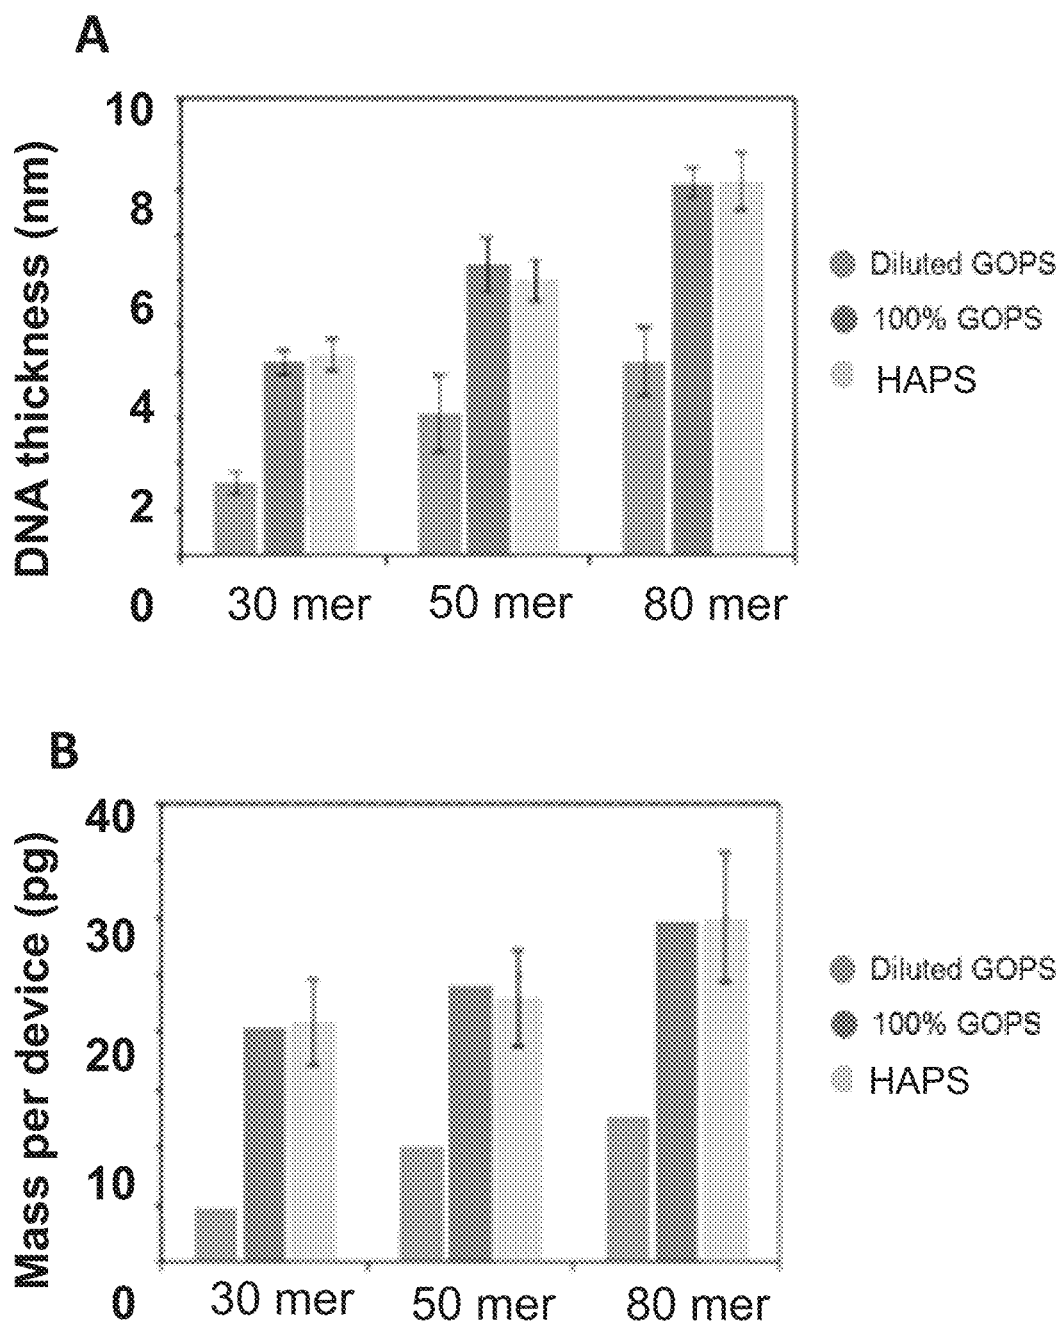 A
DNA thickness (nm)
10
8
6
4
2
0
30 mer 50 mer 80 mer
Diluted GOPS
100% GOPS
HAPS
B
Mass per device (pg)
40
30
20
10
0
30 mer 50 mer 80 mer
Diluted GOPS
100% GOPS
HAPS